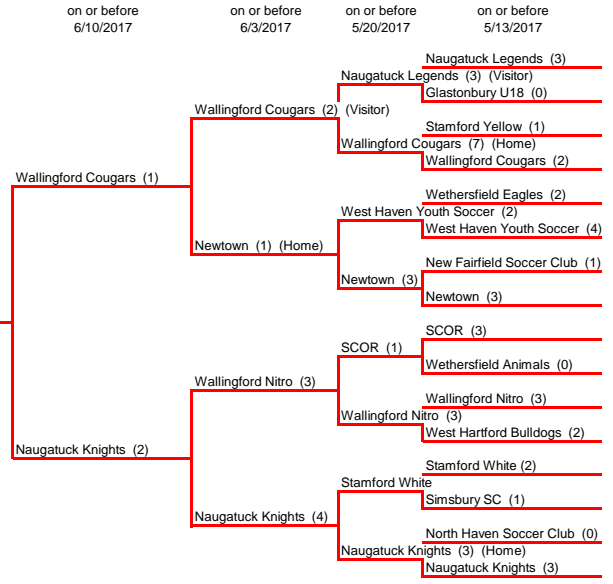 on or before
6/10/2017
on or before
6/3/2017
on or before
5/20/2017
on or before
5/13/2017
Naugatuck Legends (3)
Naugatuck Legends (3) (Visitor)
Glastonbury U18 (0)
Wallingford Cougars (2) (Visitor)
Stamford Yellow (1)
Wallingford Cougars (7) (Home)
Wallingford Cougars (2)
Wallingford Cougars (1)
Wethersfield Eagles (2)
West Haven Youth Soccer (2)
West Haven Youth Soccer (4)
Newtown (1) (Home)
New Fairfield Soccer Club (1)
Newtown (3)
Newtown (3)
SCOR (3)
SCOR (1)
Wethersfield Animals (0)
Wallingford Nitro (3)
Wallingford Nitro (3)
Wallingford Nitro (3)
West Hartford Bulldogs (2)
Naugatuck Knights (2)
Stamford White (2)
Stamford White
Simsbury SC (1)
Naugatuck Knights (4)
North Haven Soccer Club (0)
Naugatuck Knights (3) (Home)
Naugatuck Knights (3)